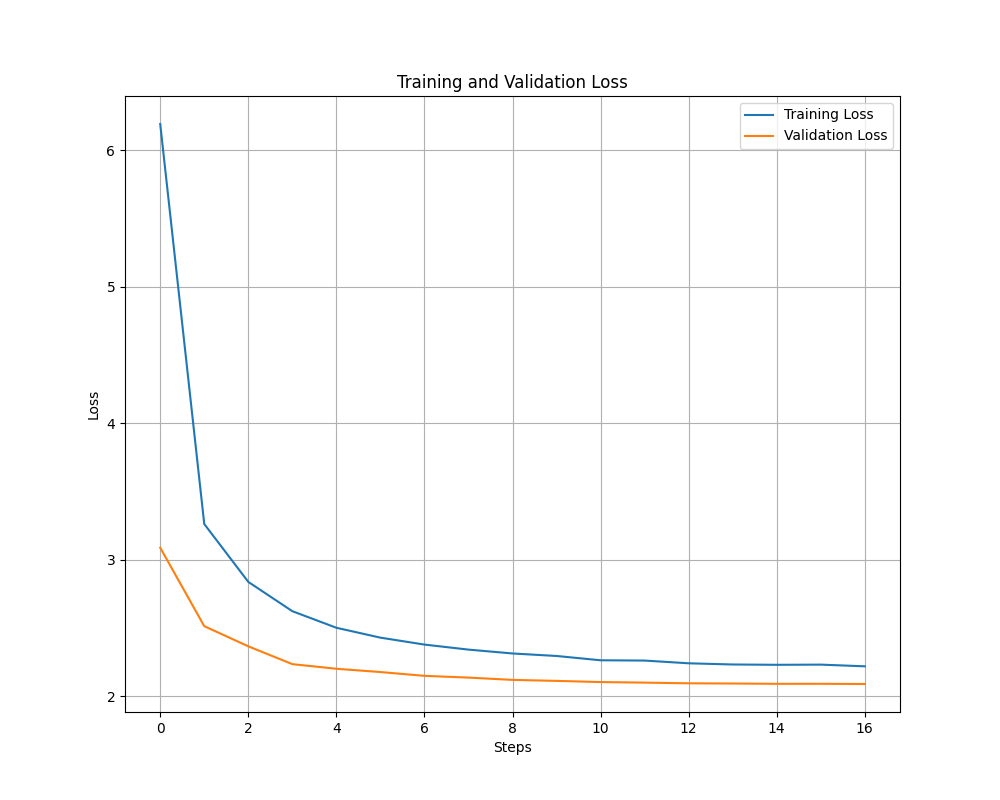 Training and Validation Loss
Training Loss
Validation Loss
6
5
4
3
2
Loss
0 2 4 6 8 10 12 14 16
Steps